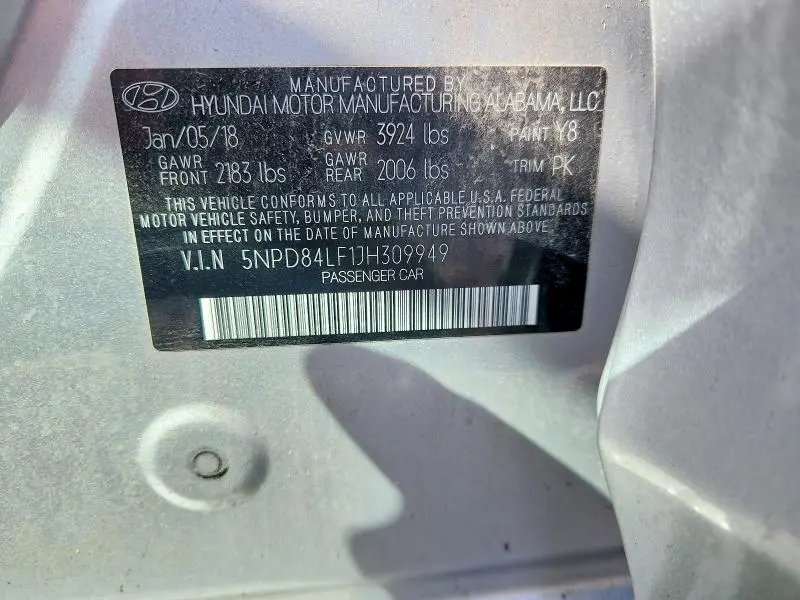 MANUFACTURED BY
HYUNDAI MOTOR MANUFACTURING ALABAMA, LLC
Jan/05/18 GVWR 3924 lbs PAINT Y8
GAWR FRONT 2183 lbs GAWR REAR 2006 lbs TRIM PK
THIS VEHICLE CONFORMS TO ALL APPLICABLE U.S.A. FEDERAL
MOTOR VEHICLE SAFETY, BUMPER, AND THEFT PREVENTION STANDARDS
IN EFFECT ON THE DATE OF MANUFACTURE SHOWN ABOVE.
V.I.N 5NPD84LF1JH309949
PASSENGER CAR